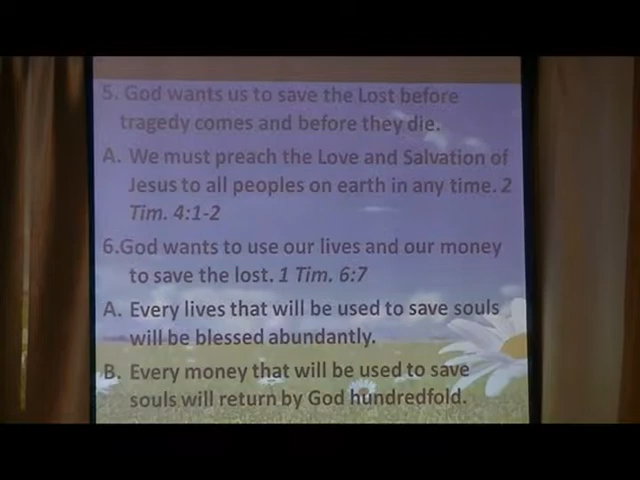 5. God wants us to save the Lost before
tragedy comes and before they die.
A. We must preach the Love and Salvation of
Jesus to all peoples on earth in any time. 2
Tim. 4:1-2
6.God wants to use our lives and our money
to save the lost. 1 Tim. 6:7
A. Every lives that will be used to save souls
will be blessed abundantly.
B. Every money that will be used to save
souls will return by God hundredfold.